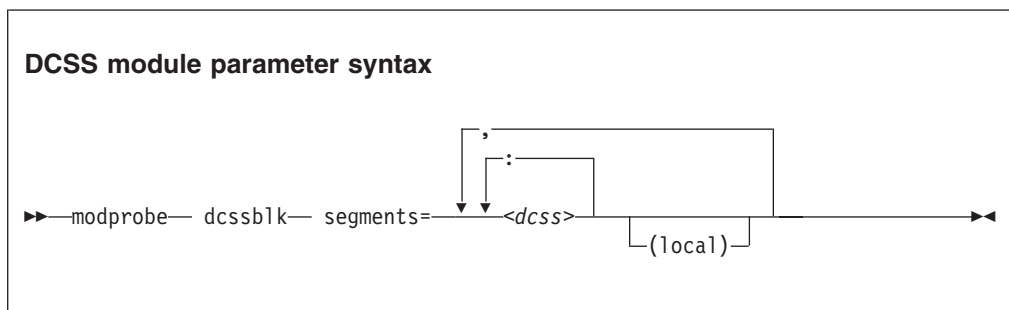 DCSS module parameter syntax
,
:
modprobe dcssblk segments= <dcss>
(local)